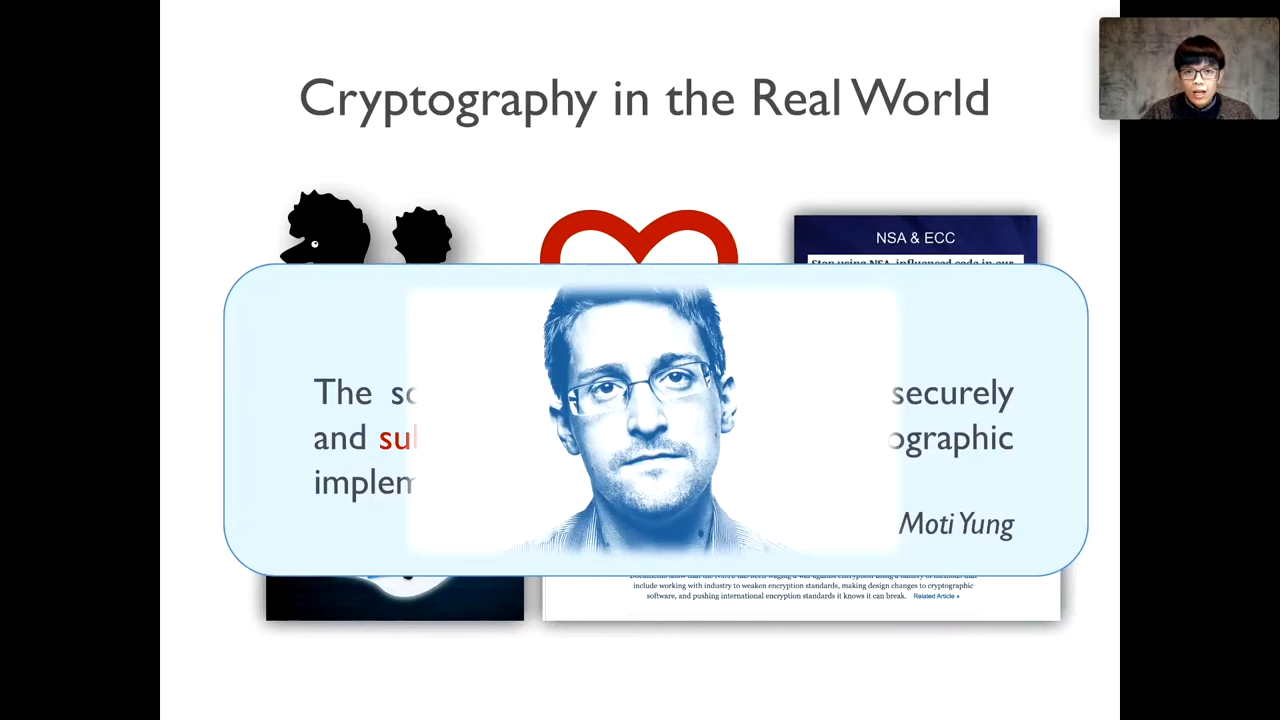 Cryptography in the Real World
NSA & ECC
Stop using NSA-influenced code in our
The sc securely
and sul ographic
implem
Moti Yung
include working with industry to weaken encryption standards, making design changes to cryptographic
software, and pushing international encryption standards it knows it can break. Related Article »